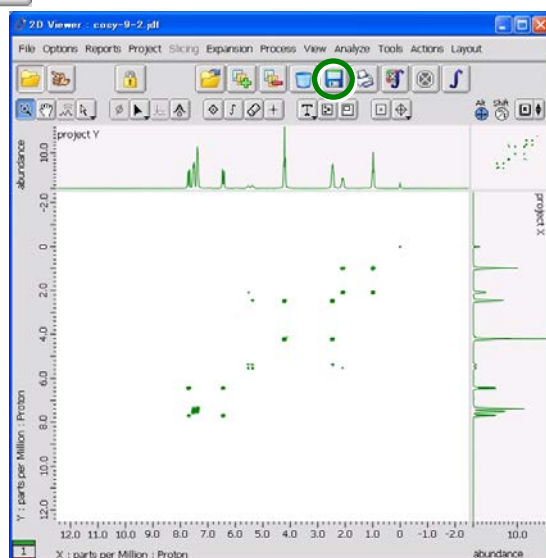 2D Viewer : cosy-9-2.jdf
File Options Reports Project Slicing Expansion Process View Analyze Tools Actions Layout
Alt Shift
project Y
abundance
10.0
project X
-2.0
0
2.0
4.0
6.0
8.0
10.0
12.0
Y : parts per Million : Proton
12.0 11.0 10.0 9.0 8.0 7.0 6.0 5.0 4.0 3.0 2.0 1.0 0 -1.0 -2.0
10.0
1
X : parts per Million : Proton
abundance